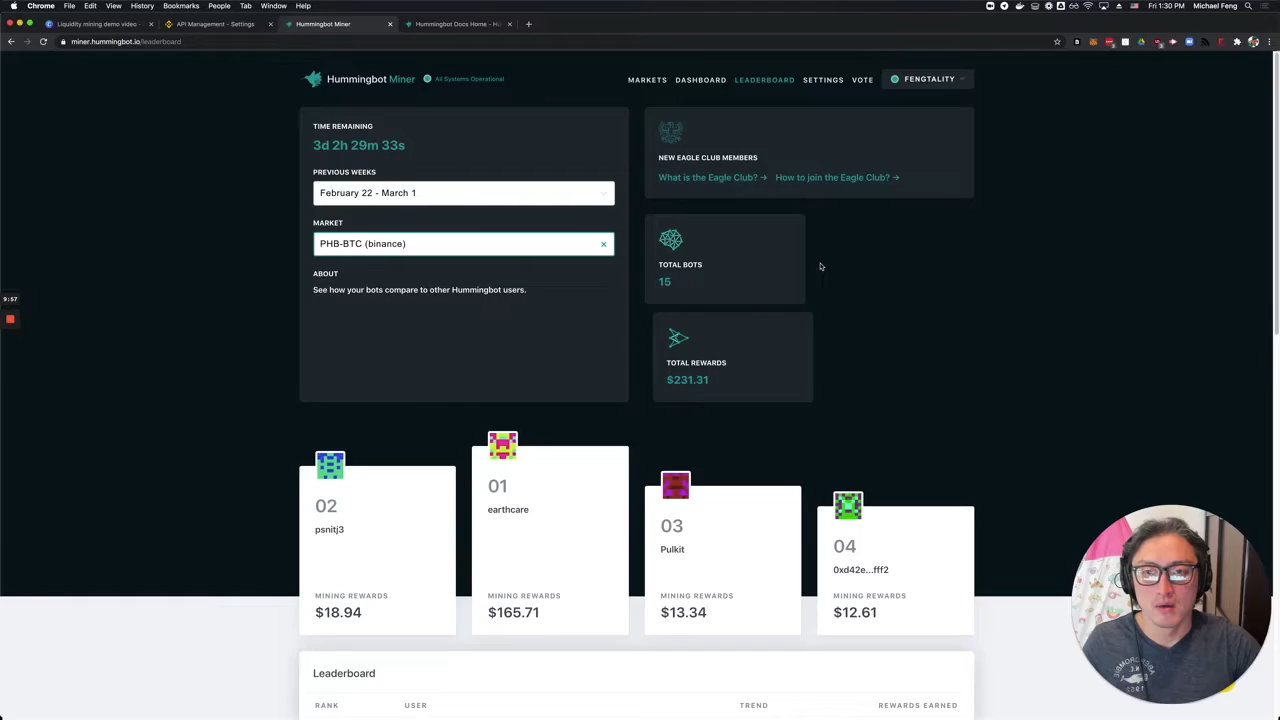 Chrome File Edit View History Bookmarks People Tab Window Help
Michael Feng Fri 1:30 PM
Liquidity mining demo video
API Management - Settings
Hummingbot Miner
Hummingbot Docs Home - Hu
miner.hummingbot.io/leaderboard
Hummingbot Miner
All Systems Operational
MARKETS DASHBOARD LEADERBOARD SETTINGS VOTE FENGTALITY
TIME REMAINING
3d 2h 29m 33s
PREVIOUS WEEKS
February 22 - March 1
MARKET
PHB-BTC (binance)
ABOUT
See how your bots compare to other Hummingbot users.
NEW EAGLE CLUB MEMBERS
What is the Eagle Club? → How to join the Eagle Club? →
TOTAL BOTS
15
TOTAL REWARDS
$231.31
9:57
02
psnitj3
MINING REWARDS
$18.94
01
earthcare
MINING REWARDS
$165.71
03
Pulkit
MINING REWARDS
$13.34
04
0xd42e...fff2
MINING REWARDS
$12.61
Leaderboard
RANK USER TREND REWARDS EARNED